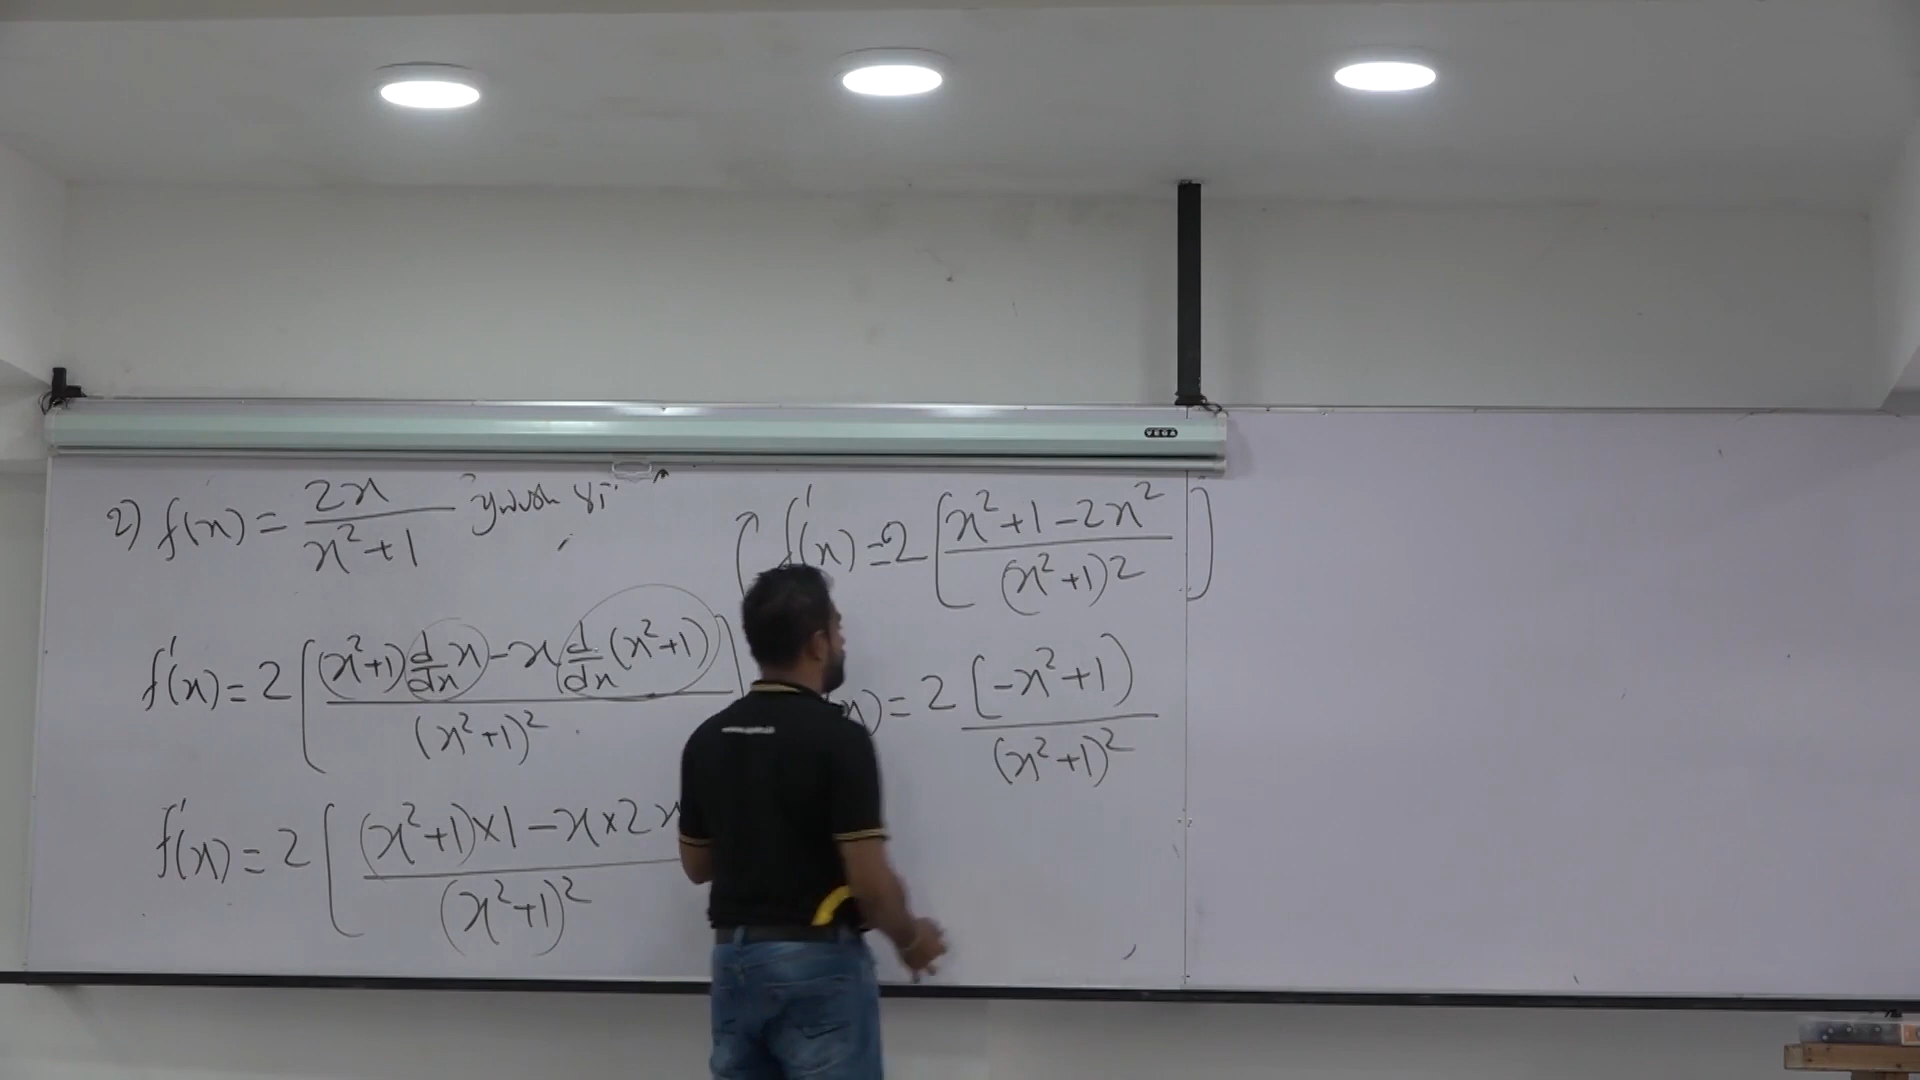 VEGA
2) f(x) = 2x / x²+1
f'(x) = 2 [ (x²+1) d/dx x - x d/dx (x²+1) / (x²+1)² ]
f'(x) = 2 [ (x²+1)×1 - x×2x / (x²+1)²
f'(x) = 2 [ x²+1-2x² / (x²+1)² ]
x) = 2 (-x²+1) / (x²+1)²